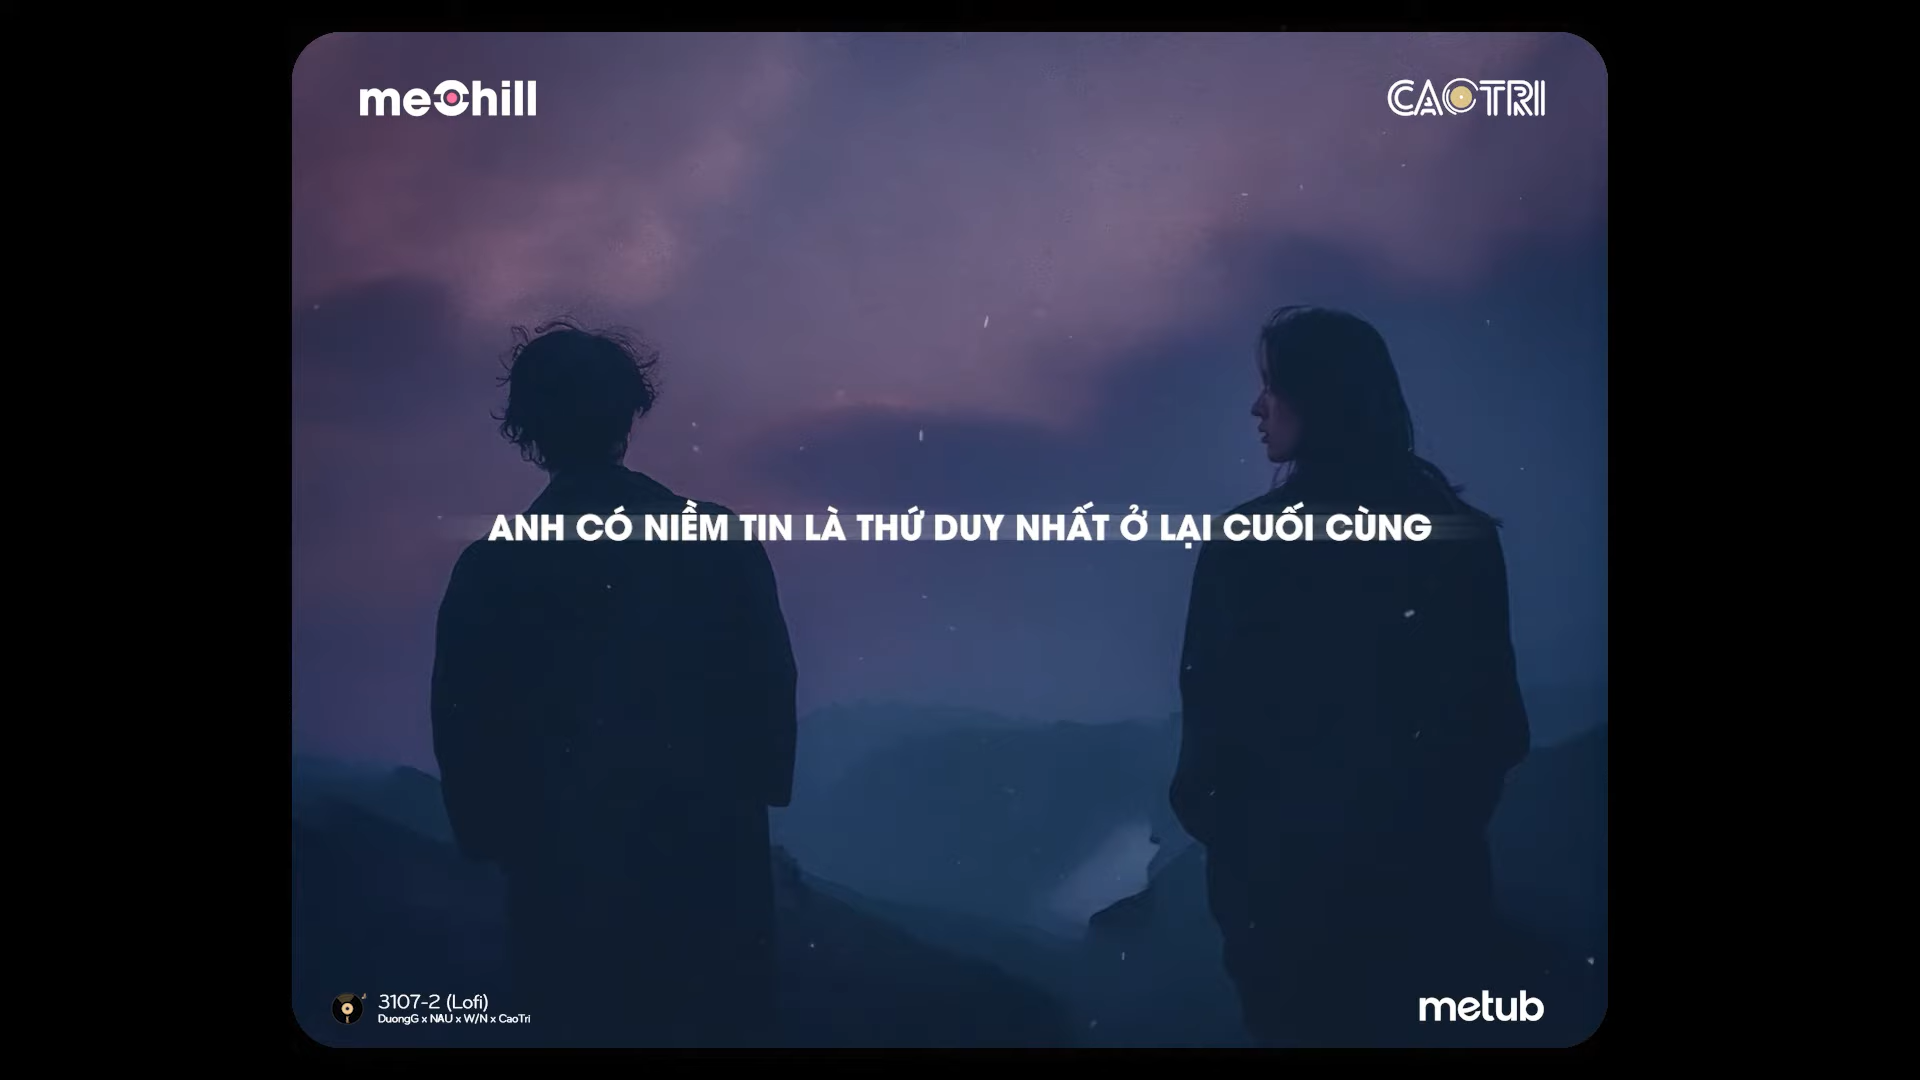 meChill
CAOTRI
ANH CÓ NIỀM TIN LÀ THỨ DUY NHẤT Ở LẠI CUỐI CÙNG
3107-2 (Lofi)
DuongG x NÂU x W/N x CaoTri
metub